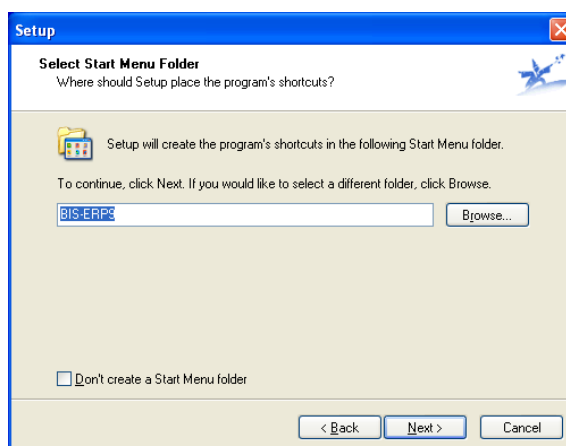 Setup
Select Start Menu Folder
Where should Setup place the program's shortcuts?
Setup will create the program's shortcuts in the following Start Menu folder.
To continue, click Next. If you would like to select a different folder, click Browse.
BIS-ERP9
Browse...
Don't create a Start Menu folder
< Back
Next >
Cancel